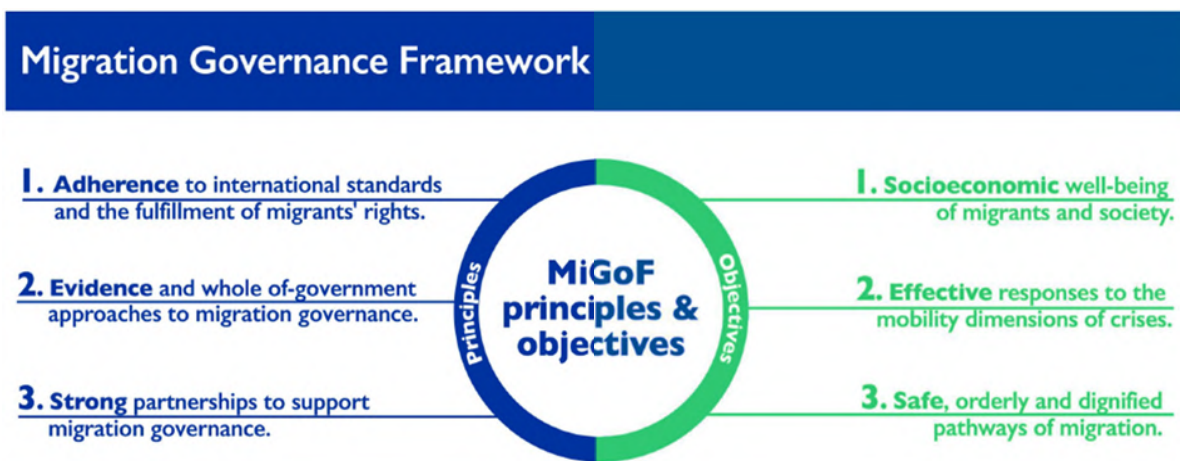 Migration Governance Framework
1. Adherence to international standards
and the fulfillment of migrants' rights.
2. Evidence and whole of-government
approaches to migration governance.
3. Strong partnerships to support
migration governance.
Principles
MiGoF
principles &
objectives
Objectives
1. Socioeconomic well-being
of migrants and society.
2. Effective responses to the
mobility dimensions of crises.
3. Safe, orderly and dignified
pathways of migration.